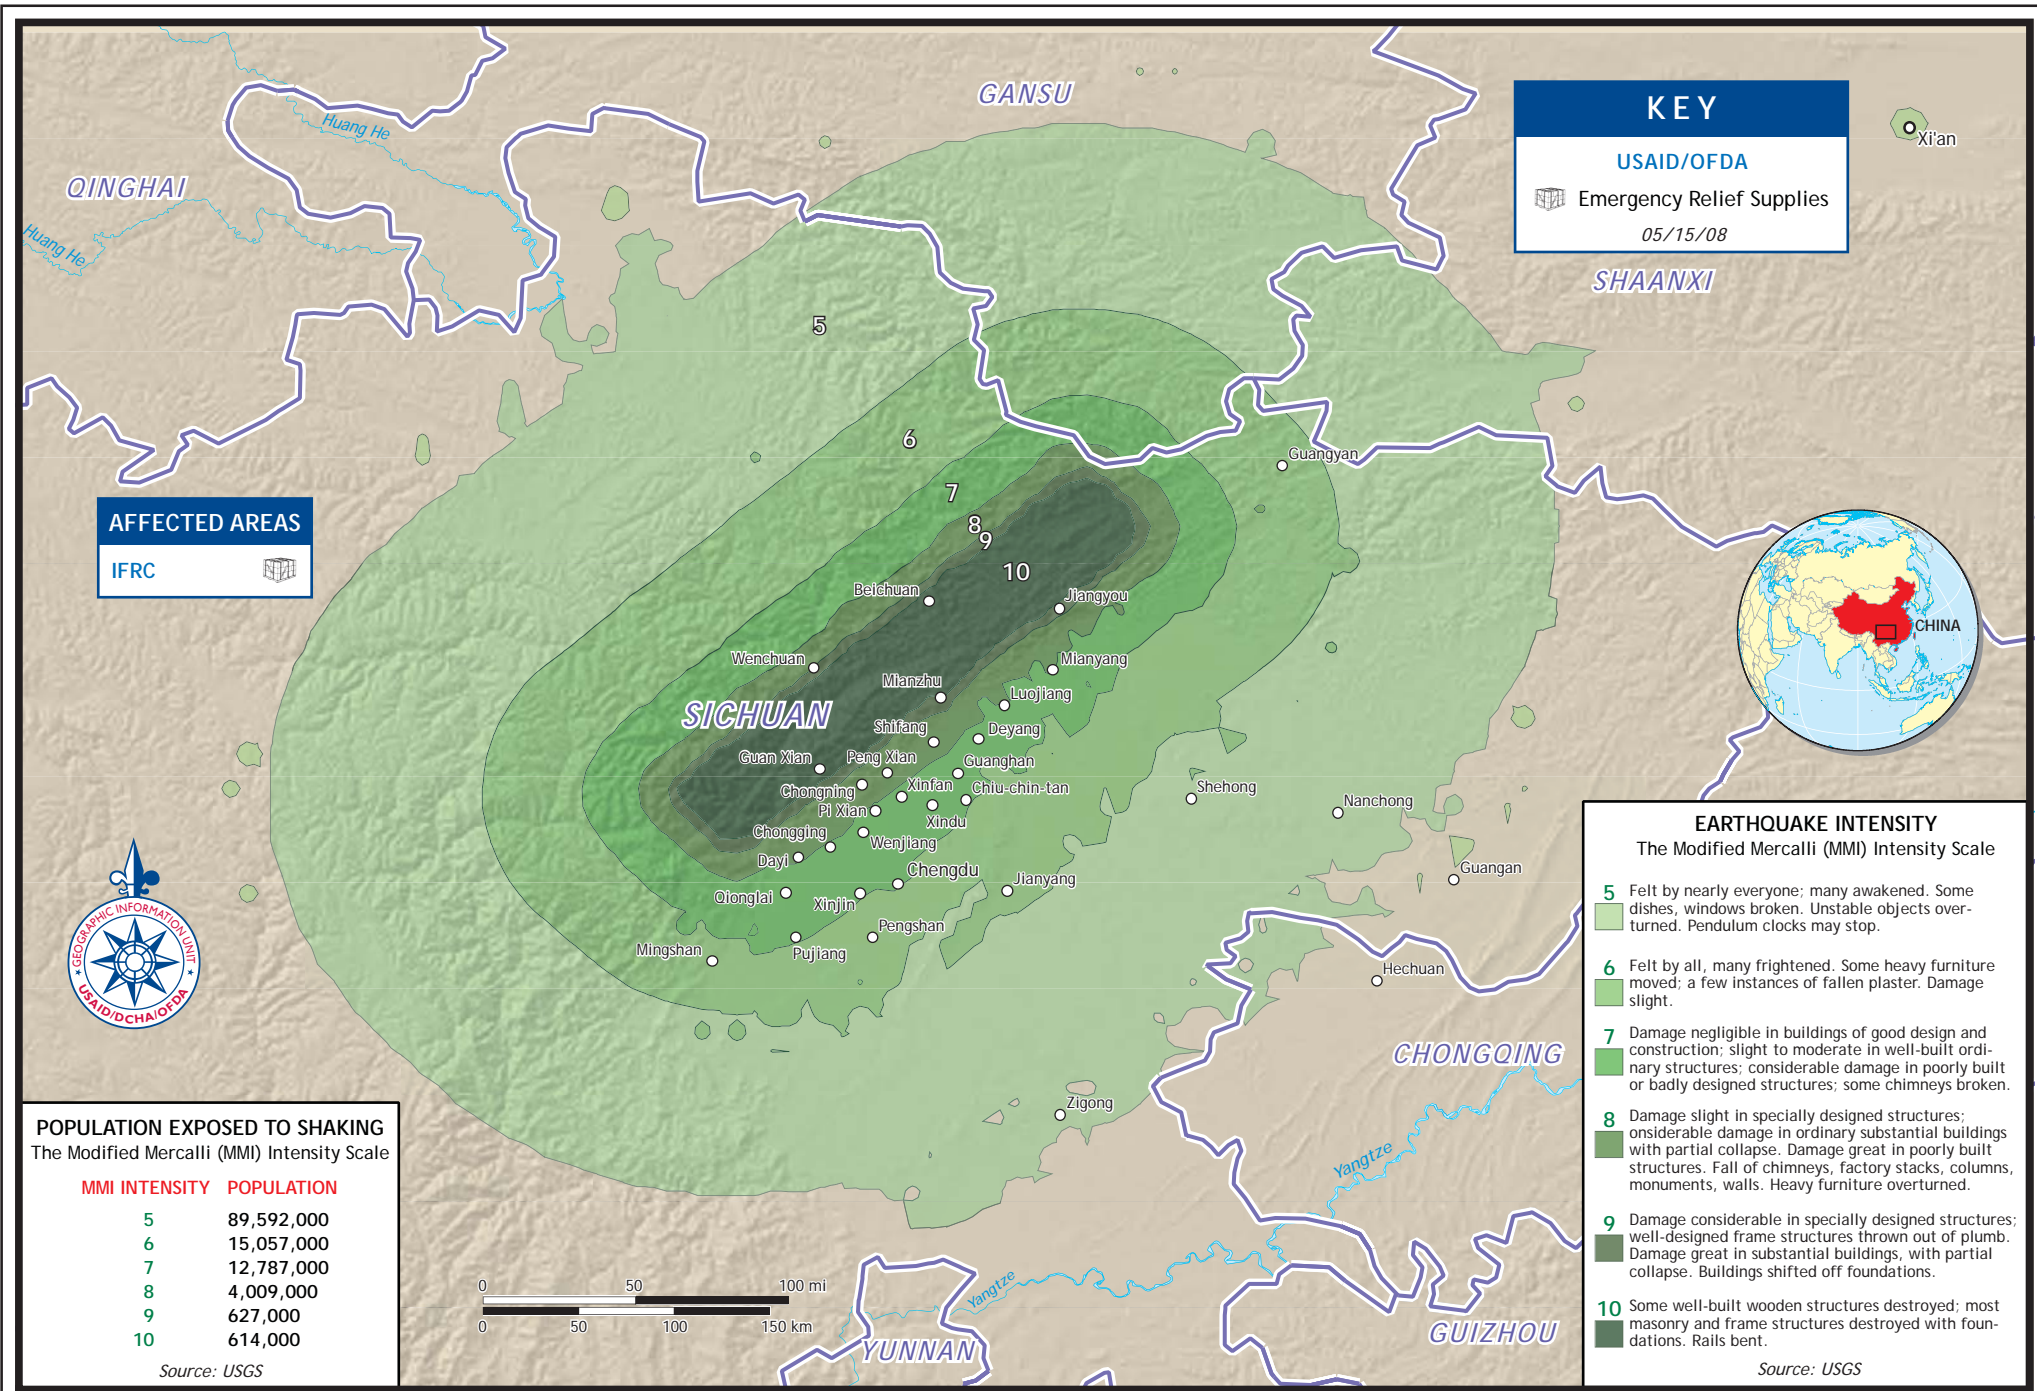 GANSU
QINGHAI
Huang He
Huang He
KEY
USAID/OFDA
Emergency Relief Supplies
05/15/08
Xi'an
SHAANXI
5
6
7
8
9
10
AFFECTED AREAS
IFRC
Guangyan
Beichuan
Jiangyou
Wenchuan
Mianyang
Mianzhu
Luojiang
SICHUAN
Shifang
Deyang
Guan Xian
Peng Xian
Guanghan
Chongning
Xinfan
Chiu-chin-tan
Pi Xian
Xindu
Chongqing
Wenjiang
Dayi
Chengdu
Qionglai
Xinjin
Jianyang
Pengshan
Mingshan
Pujiang
Shehong
Nanchong
Guangan
Hechuan
CHONGQING
Zigong
Yangtze
Yangtze
YUNNAN
GUIZHOU
CHINA
GEOGRAPHIC INFORMATION UNIT
USAID/DCHA/OFDA
POPULATION EXPOSED TO SHAKING
The Modified Mercalli (MMI) Intensity Scale
MMI INTENSITY POPULATION
5 89,592,000
6 15,057,000
7 12,787,000
8 4,009,000
9 627,000
10 614,000
Source: USGS
0 50 100 mi
0 50 100 150 km
EARTHQUAKE INTENSITY
The Modified Mercalli (MMI) Intensity Scale
5 Felt by nearly everyone; many awakened. Some
dishes, windows broken. Unstable objects over-
turned. Pendulum clocks may stop.
6 Felt by all, many frightened. Some heavy furniture
moved; a few instances of fallen plaster. Damage
slight.
7 Damage negligible in buildings of good design and
construction; slight to moderate in well-built ordi-
nary structures; considerable damage in poorly built
or badly designed structures; some chimneys broken.
8 Damage slight in specially designed structures;
onsiderable damage in ordinary substantial buildings
with partial collapse. Damage great in poorly built
structures. Fall of chimneys, factory stacks, columns,
monuments, walls. Heavy furniture overturned.
9 Damage considerable in specially designed structures;
well-designed frame structures thrown out of plumb.
Damage great in substantial buildings, with partial
collapse. Buildings shifted off foundations.
10 Some well-built wooden structures destroyed; most
masonry and frame structures destroyed with foun-
dations. Rails bent.
Source: USGS